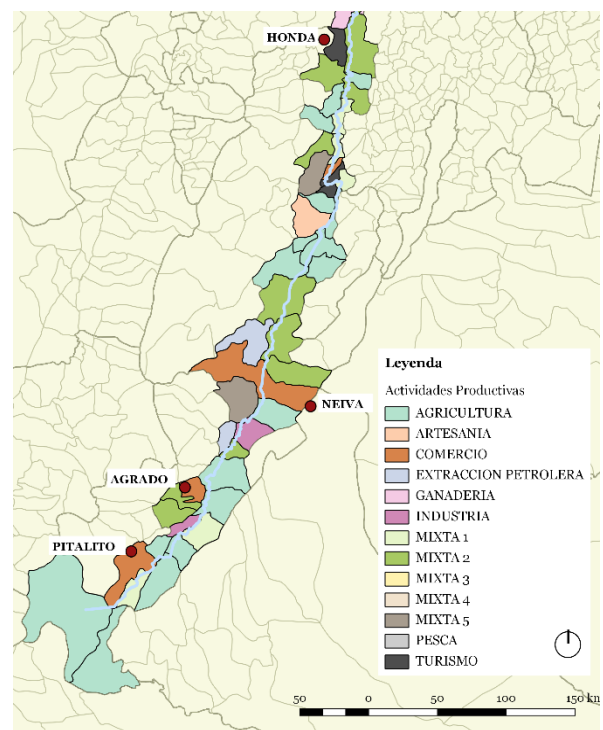 HONDA
NEIVA
AGRADO
PITALITO
Leyenda
Actividades Productivas
AGRICULTURA
ARTESANIA
COMERCIO
EXTRACCION PETROLERA
GANADERIA
INDUSTRIA
MIXTA 1
MIXTA 2
MIXTA 3
MIXTA 4
MIXTA 5
PESCA
TURISMO
50 0 50 100 150 km